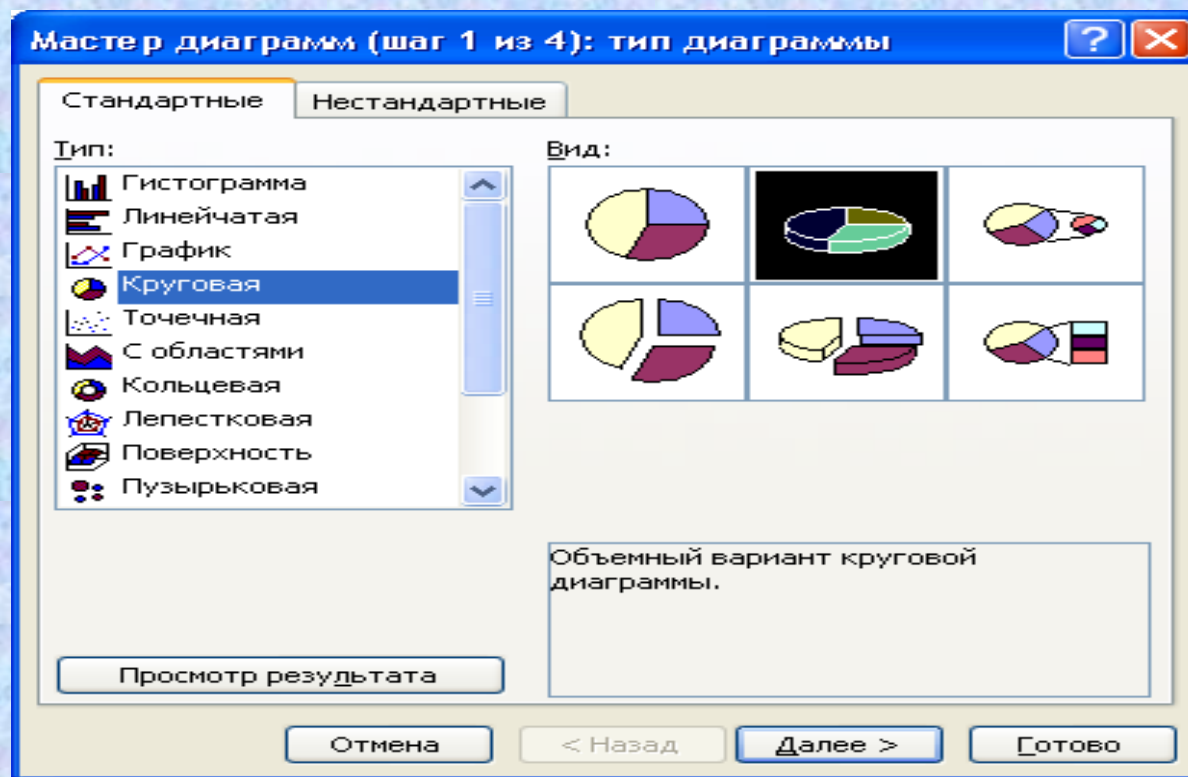 Мастер диаграмм (шаг 1 из 4): тип диаграммы
Стандартные
Нестандартные
Тип:
Вид:
Гистограмма
Линейчатая
График
Круговая
Точечная
С областями
Кольцевая
Лепестковая
Поверхность
Пузырьковая
Объемный вариант круговой
диаграммы.
Просмотр результата
Отмена
< Назад
Далее >
Готово